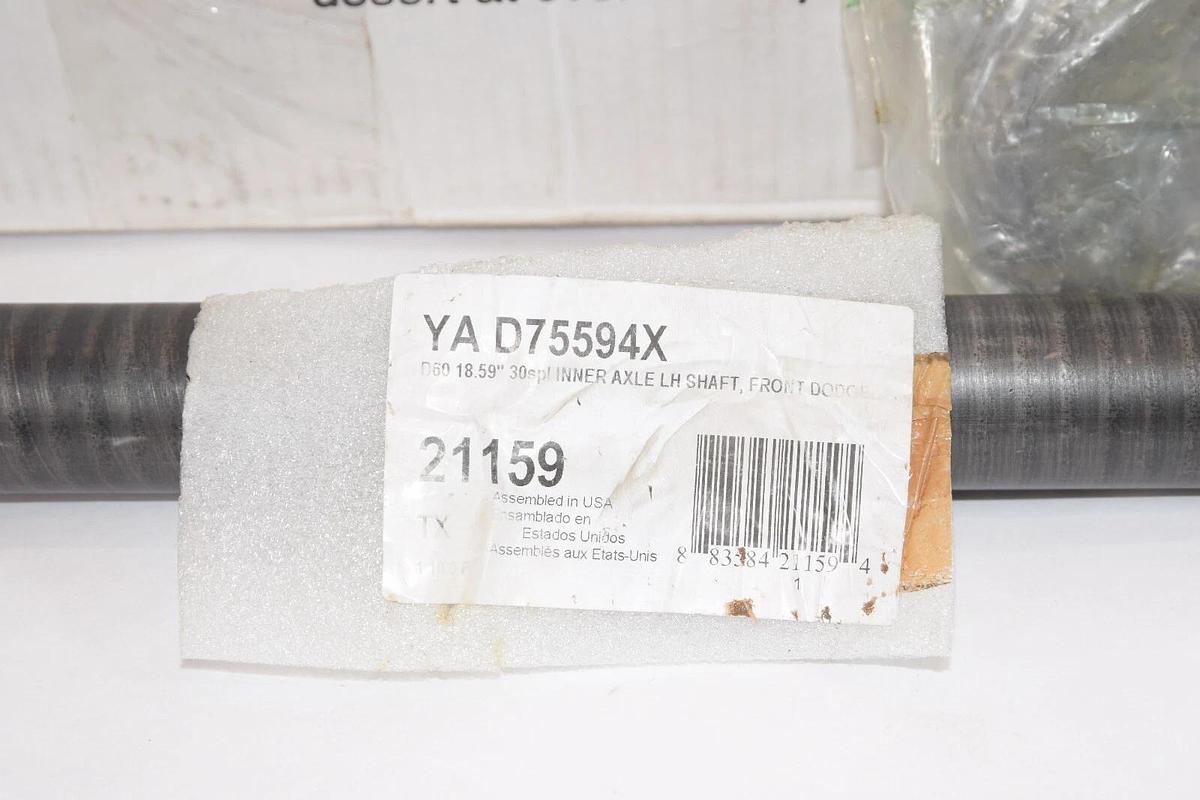 YA D75594X
D60 18.59" 30spl INNER AXLE LH SHAFT, FRONT DODGE
21159
Assembled in USA
Ensamblado en
TX
Estados Unidos
Assemblés aux Etats-Unis
8 83584 21159 4
1